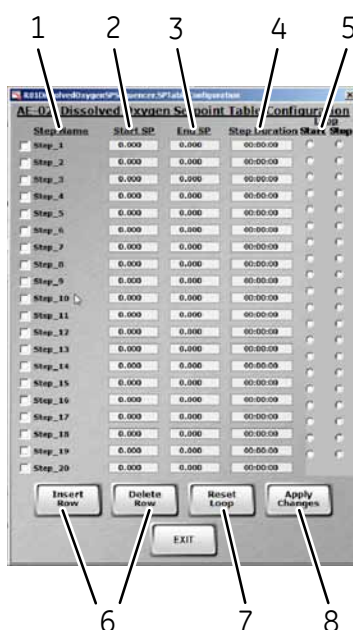 1 2 3 4 5
R01DissolvedOxygenSPSequencer.SPTableConfiguration
AE-02 Dissolved Oxygen Setpoint Table Configuration
Loop
Step Name Start SP End SP Step Duration Start Stop
Step_1 0.000 0.000 00:00:00
Step_2 0.000 0.000 00:00:00
Step_3 0.000 0.000 00:00:00
Step_4 0.000 0.000 00:00:00
Step_5 0.000 0.000 00:00:00
Step_6 0.000 0.000 00:00:00
Step_7 0.000 0.000 00:00:00
Step_8 0.000 0.000 00:00:00
Step_9 0.000 0.000 00:00:00
Step_10 0.000 0.000 00:00:00
Step_11 0.000 0.000 00:00:00
Step_12 0.000 0.000 00:00:00
Step_13 0.000 0.000 00:00:00
Step_14 0.000 0.000 00:00:00
Step_15 0.000 0.000 00:00:00
Step_16 0.000 0.000 00:00:00
Step_17 0.000 0.000 00:00:00
Step_18 0.000 0.000 00:00:00
Step_19 0.000 0.000 00:00:00
Step_20 0.000 0.000 00:00:00
Insert Row Delete Row Reset Loop Apply Changes
EXIT
6 7 8